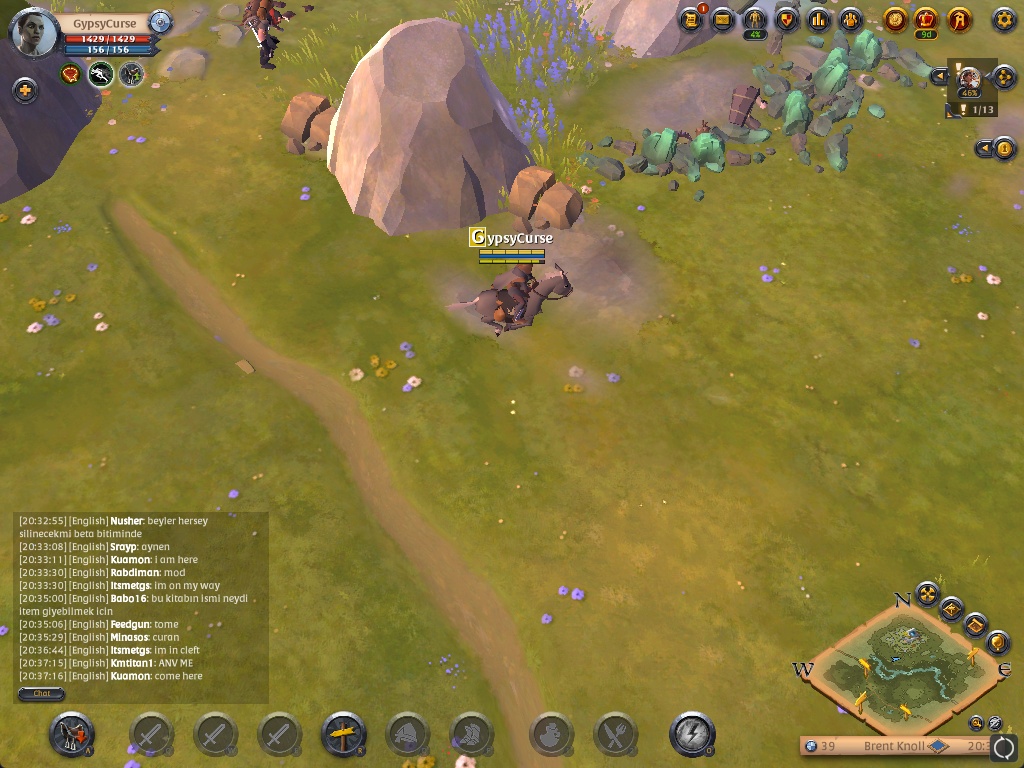 GypsyCurse
1429 / 1429
156 / 156
1
4%
9d
46%
1/13
GypsyCurse
[20:32:55] [English] Nusher: beyler hersey
silinecekmi beta bitiminde
[20:33:08] [English] Srayp: aynen
[20:33:11] [English] Kuamon: i am here
[20:33:30] [English] Rabdiman: mod
[20:33:30] [English] Itsmetgs: im on my way
[20:35:00] [English] Babo16: bu kitabın ismi neydi
item giyebilmek icin
[20:35:06] [English] Feedgun: tome
[20:35:29] [English] Minasos: curan
[20:36:44] [English] Itsmetgs: im in cleft
[20:37:15] [English] Kmtitan1: ANV ME
[20:37:16] [English] Kuamon: come here
Chat
N
W
E
A
R
39
Brent Knoll